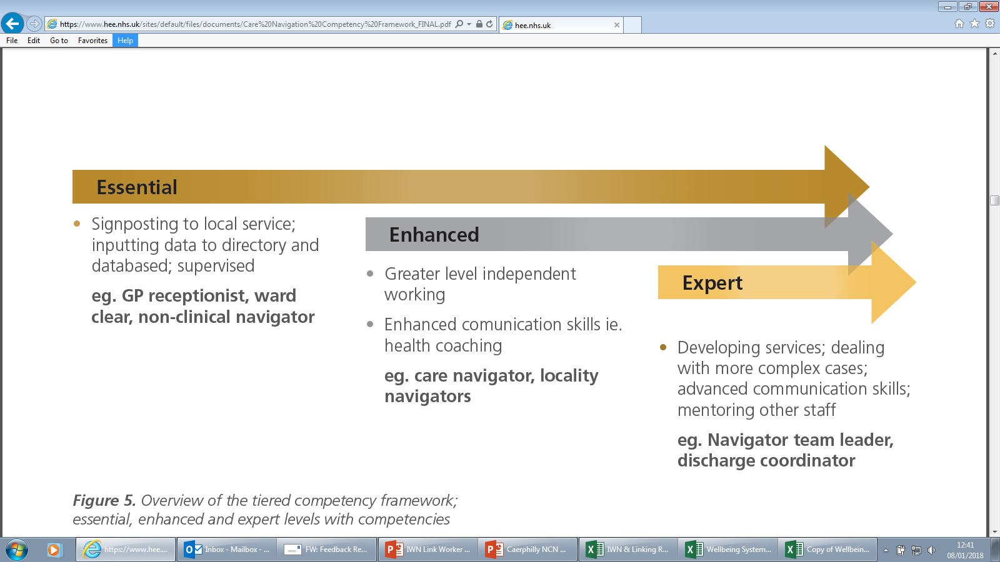 https://www.hee.nhs.uk/sites/default/files/documents/Care%20Navigation%20Competency%20Framework_FINAL.pdf
hee.nhs.uk
File Edit Go to Favorites Help
Essential
Signposting to local service;
inputting data to directory and
databased; supervised
eg. GP receptionist, ward
clear, non-clinical navigator
Enhanced
Greater level independent
working
Enhanced comunication skills ie.
health coaching
eg. care navigator, locality
navigators
Expert
Developing services; dealing
with more complex cases;
advanced communication skills;
mentoring other staff
eg. Navigator team leader,
discharge coordinator
Figure 5. Overview of the tiered competency framework;
essential, enhanced and expert levels with competencies
https://www.hee....
Inbox - Mailbox - ...
FW: Feedback Re...
IWN Link Worker ...
Caerphilly NCN ...
IWN & Linking R...
Wellbeing System...
Copy of Wellbein...
12:41
08/01/2018